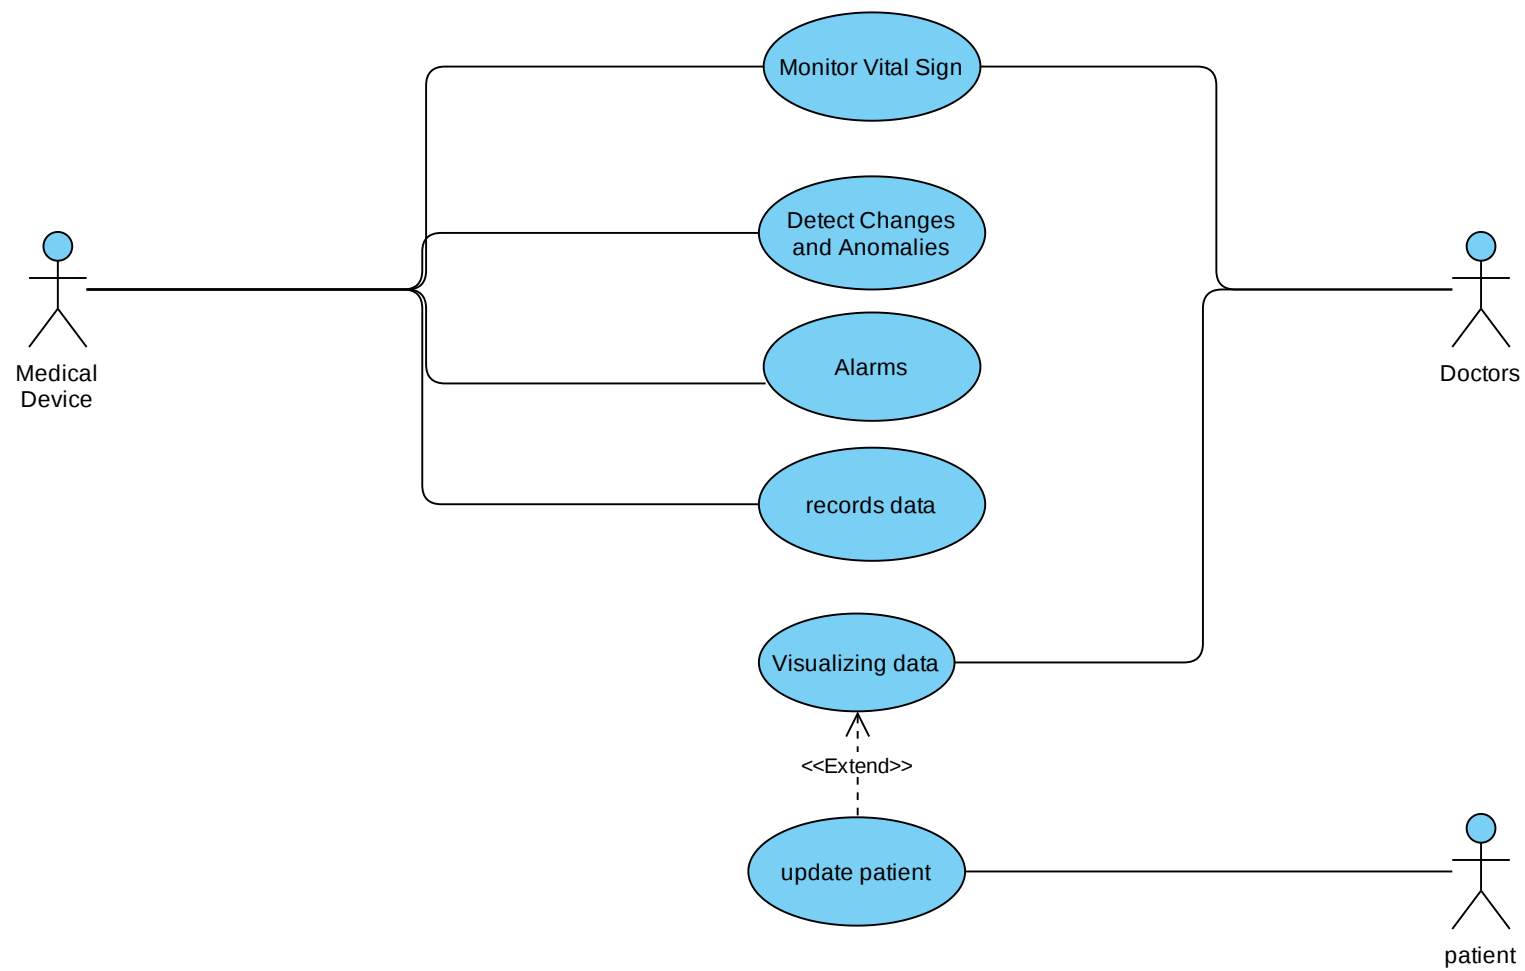 Monitor Vital Sign
Detect Changes
and Anomalies
Medical
Device
Alarms
Doctors
records data
Visualizing data
<<Extend>>
update patient
patient